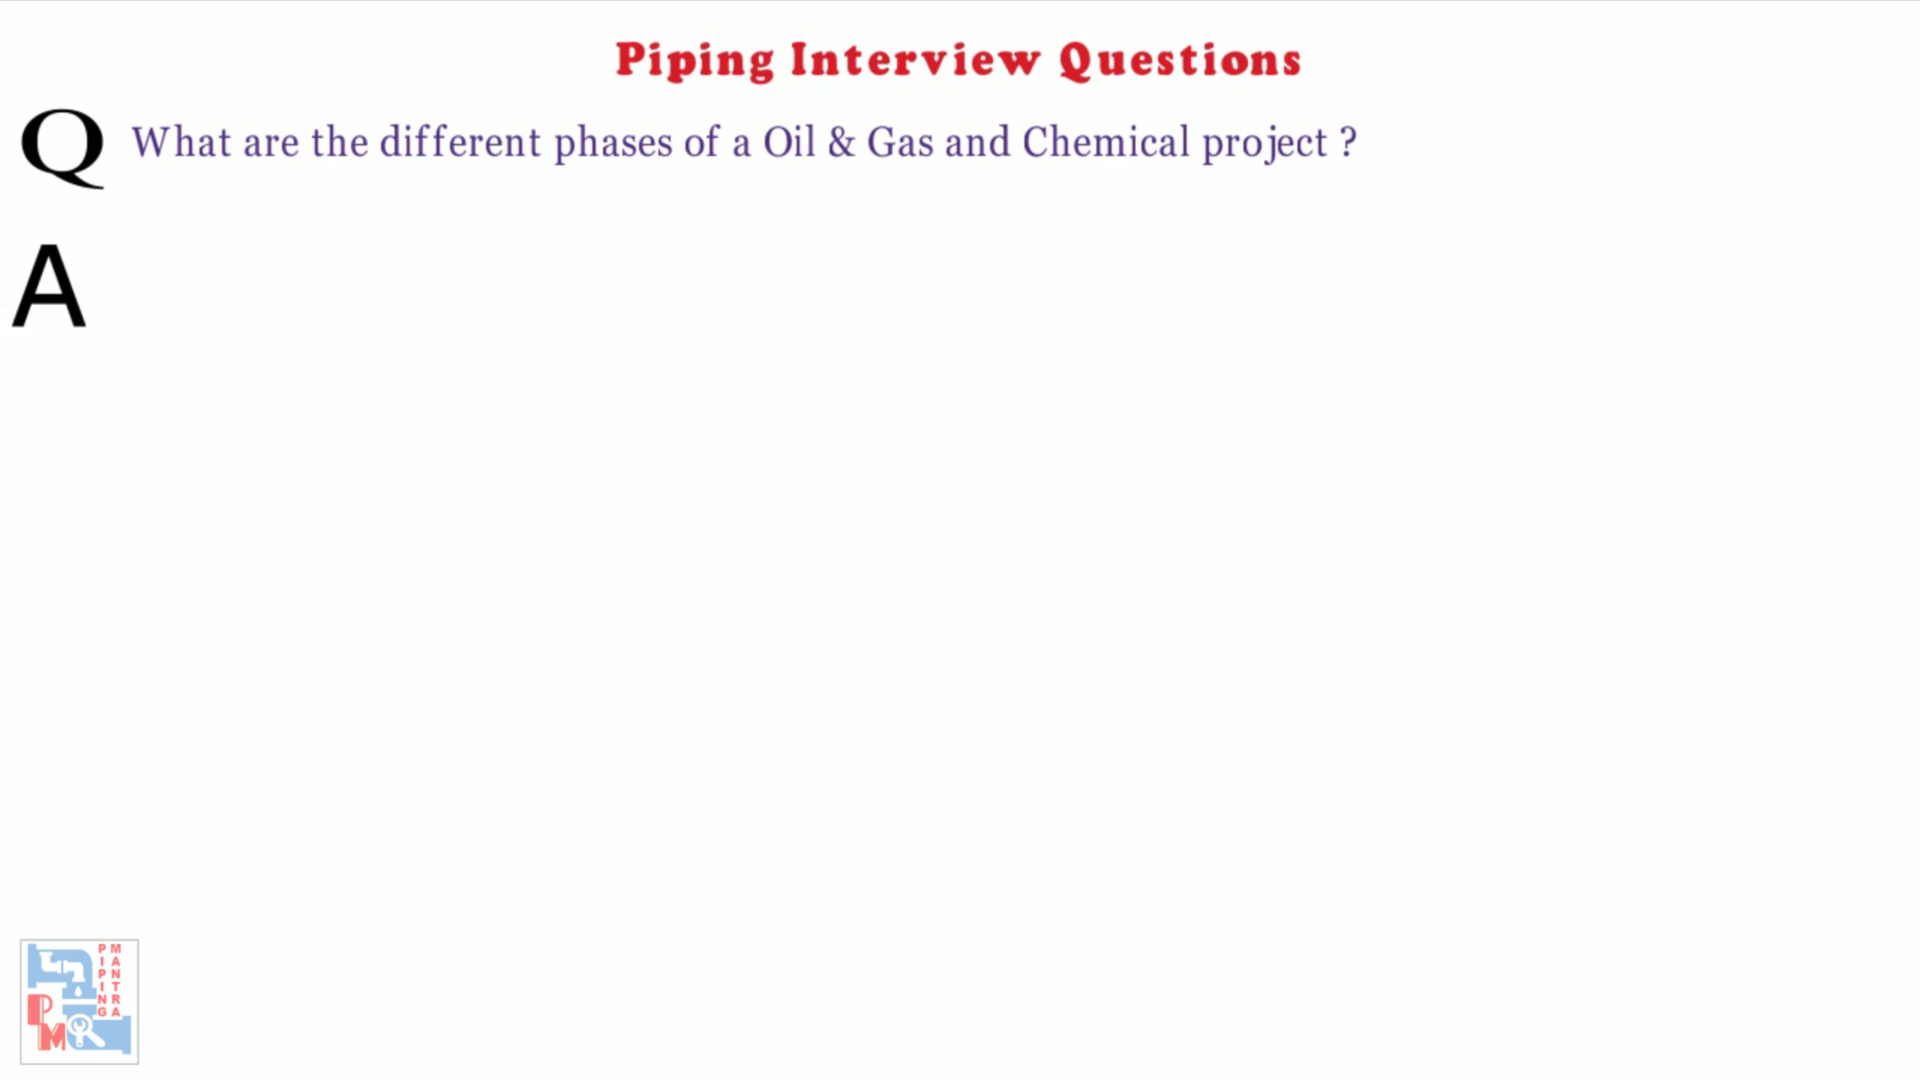 Piping Interview Questions
Q What are the different phases of a Oil & Gas and Chemical project ?
A
PIPING MANTRA
PM